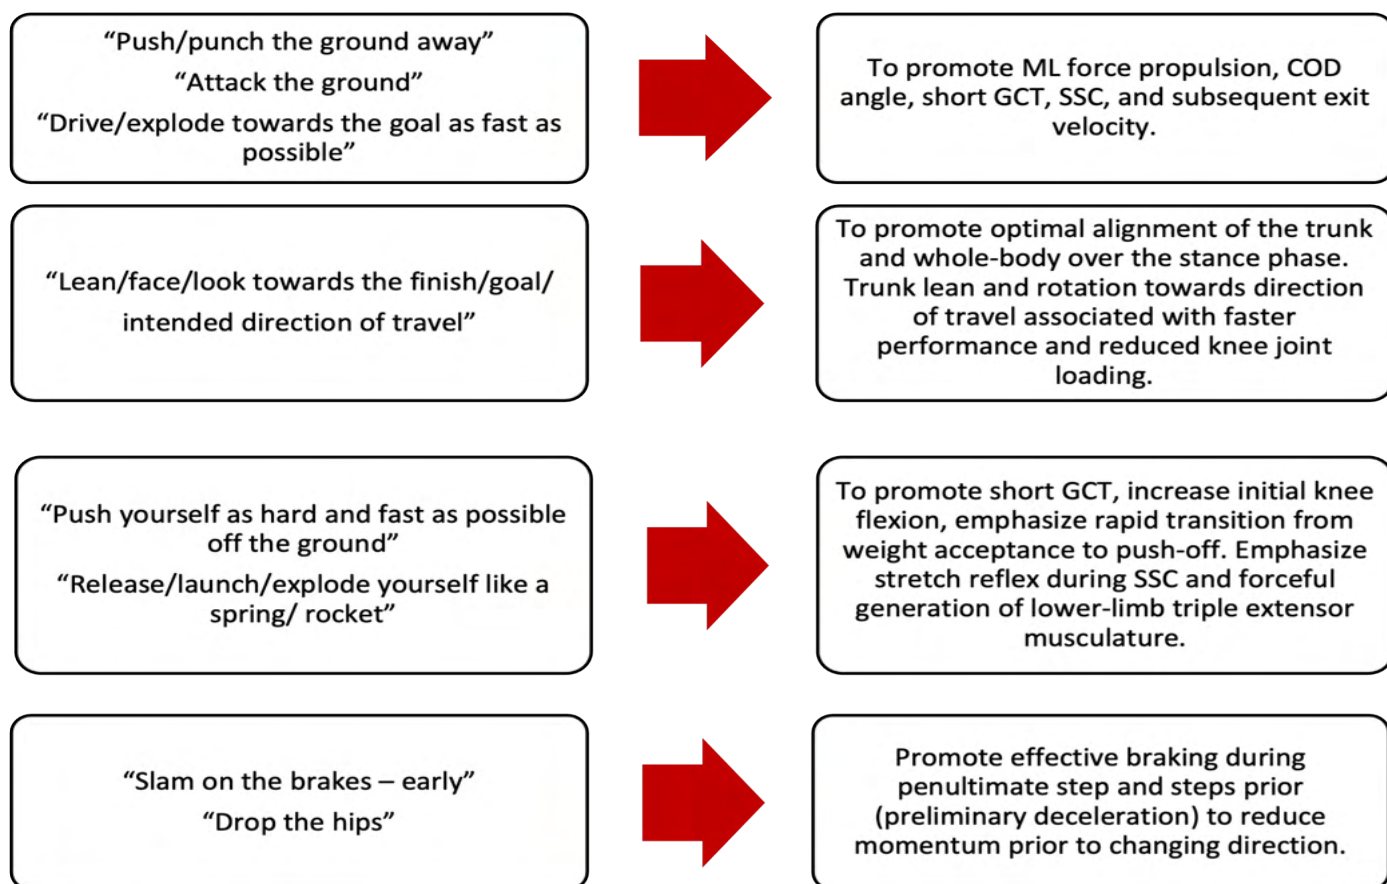 “Push/punch the ground away”
“Attack the ground”
“Drive/explode towards the goal as fast as
possible”
To promote ML force propulsion, COD
angle, short GCT, SSC, and subsequent exit
velocity.
“Lean/face/look towards the finish/goal/
intended direction of travel”
To promote optimal alignment of the trunk
and whole-body over the stance phase.
Trunk lean and rotation towards direction
of travel associated with faster
performance and reduced knee joint
loading.
“Push yourself as hard and fast as possible
off the ground”
“Release/launch/explode yourself like a
spring/ rocket”
To promote short GCT, increase initial knee
flexion, emphasize rapid transition from
weight acceptance to push-off. Emphasize
stretch reflex during SSC and forceful
generation of lower-limb triple extensor
musculature.
“Slam on the brakes – early”
“Drop the hips”
Promote effective braking during
penultimate step and steps prior
(preliminary deceleration) to reduce
momentum prior to changing direction.